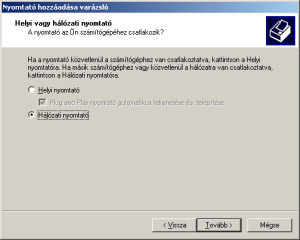 Nyomtató hozzáadása varázsló
Helyi vagy hálózati nyomtató
A nyomtató az Ön számítógépéhez csatlakozik?
Ha a nyomtató közvetlenül a számítógéphez van csatlakoztatva, kattintson a Helyi
nyomtatóra. Ha másik számítógéphez vagy közvetlenül a hálózatra van csatlakoztatva,
kattintson a Hálózati nyomtatóra.
Helyi nyomtató
Plug and Play nyomtató automatikus felismerése és telepítése
Hálózati nyomtató
< Vissza
Tovább >
Mégse